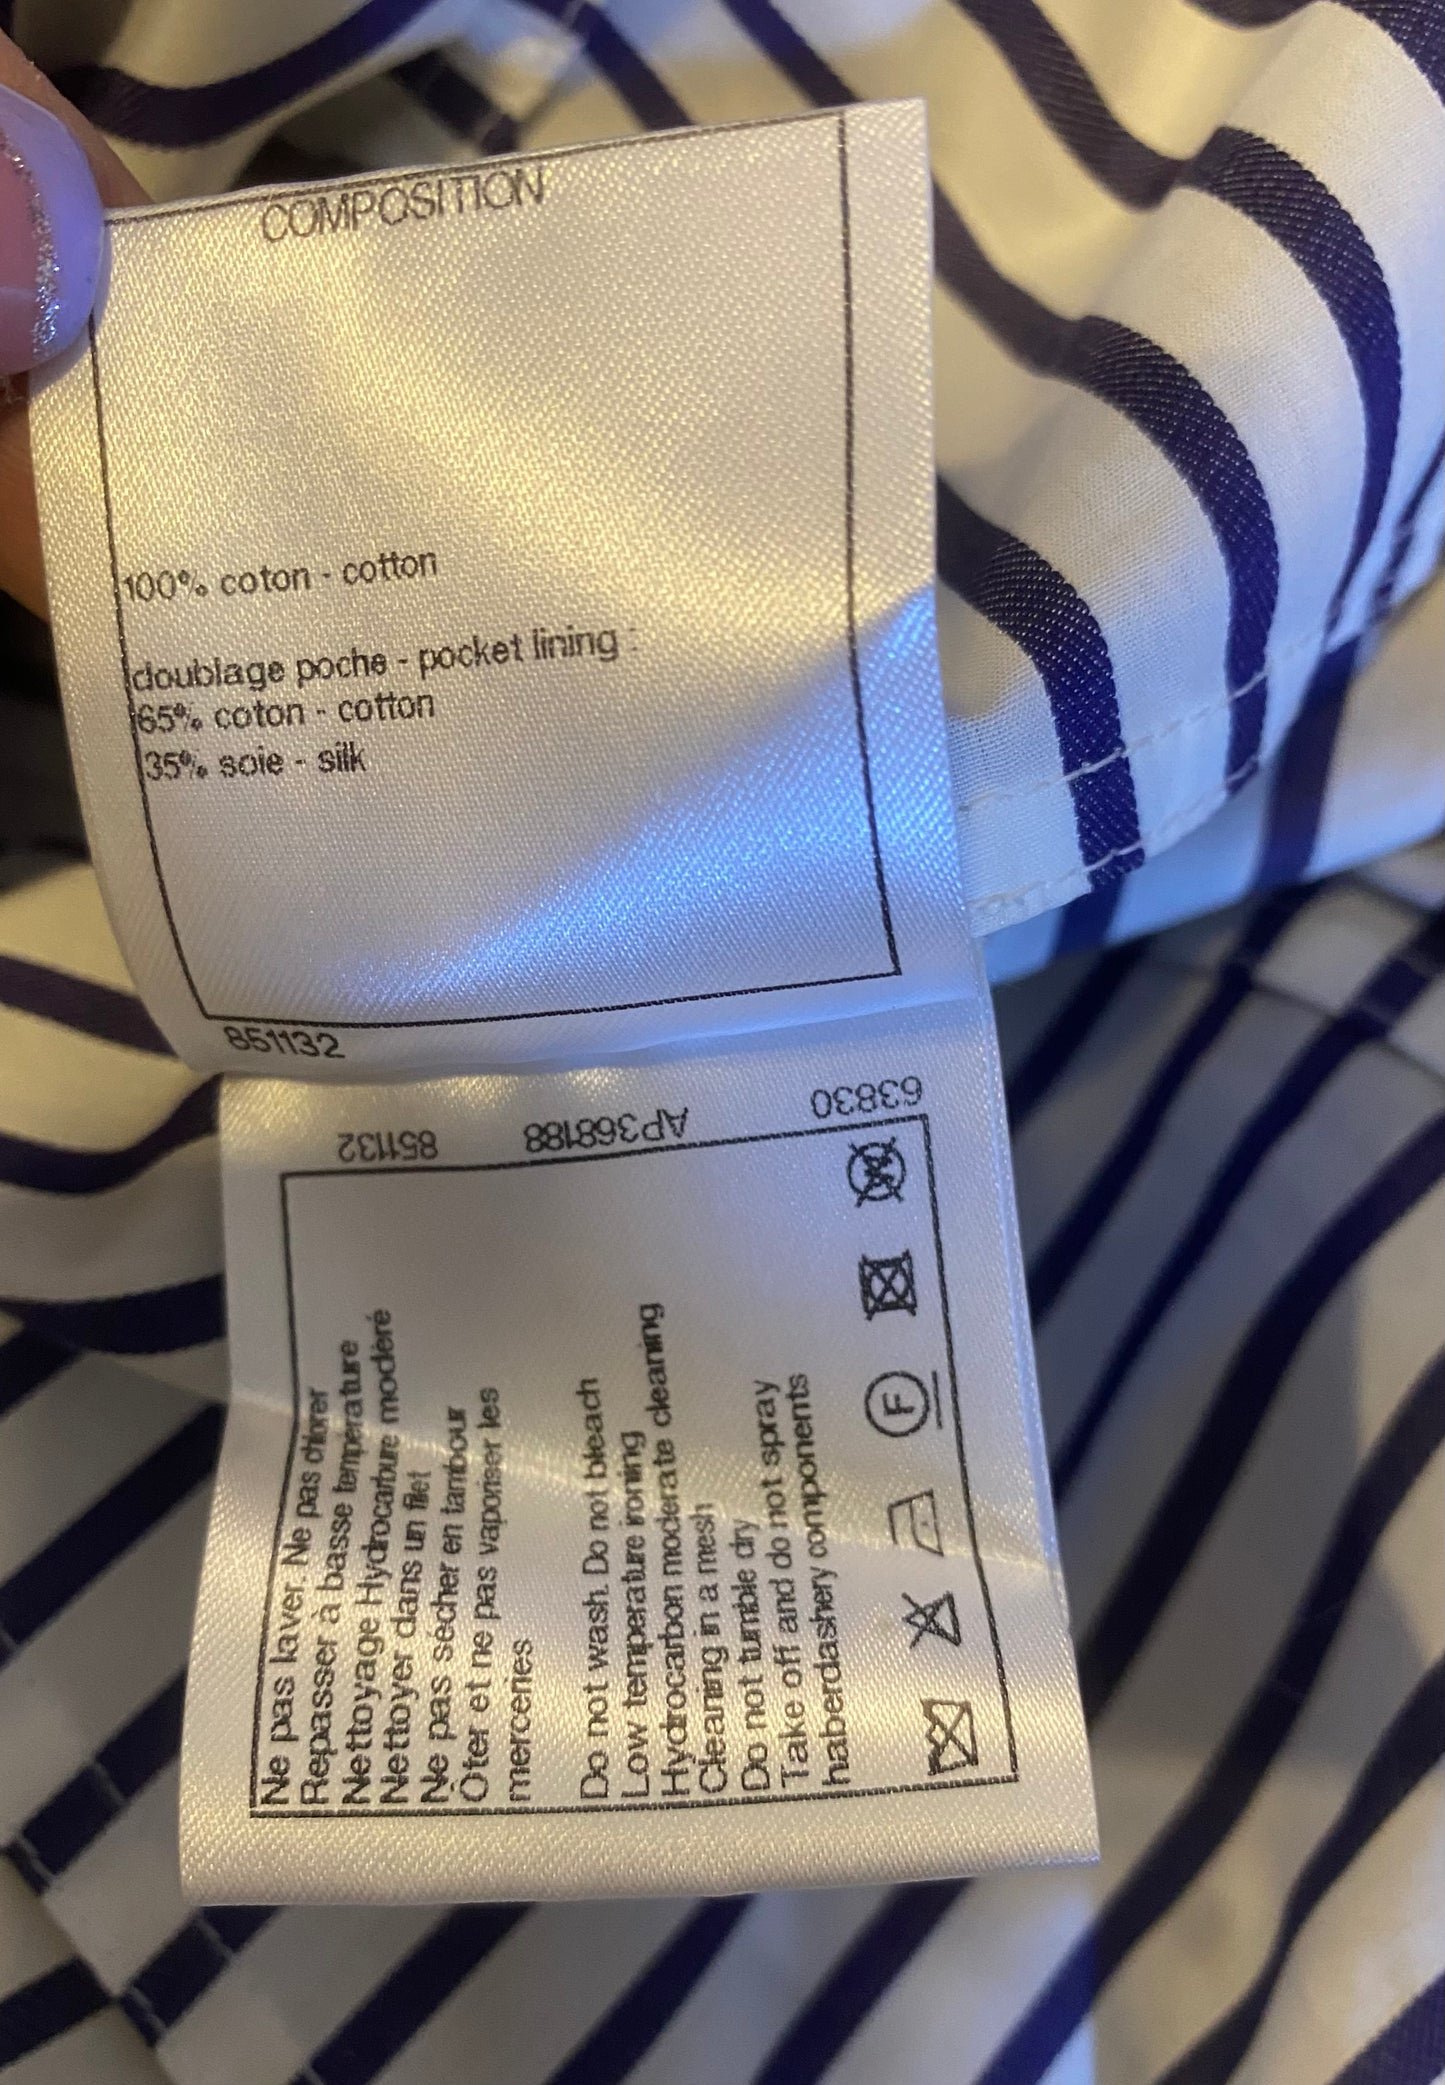 COMPOSITION
100% coton - cotton
doublage poche - pocket lining :
65% coton - cotton
35% soie - silk
851132
63830
AP368188
851132
Ne pas laver. Ne pas chlorer
Repasser à basse température
Nettoyage Hydrocarbure modéré
Nettoyer dans un filet
Ne pas sécher en tambour
Oter et ne pas vaporiser les
merceries
Do not wash. Do not bleach
Low temperature ironing
Hydrocarbon moderate cleaning
Cleaning in a mesh
Do not tumble dry
Take off and do not spray
haberdashery components
F
W